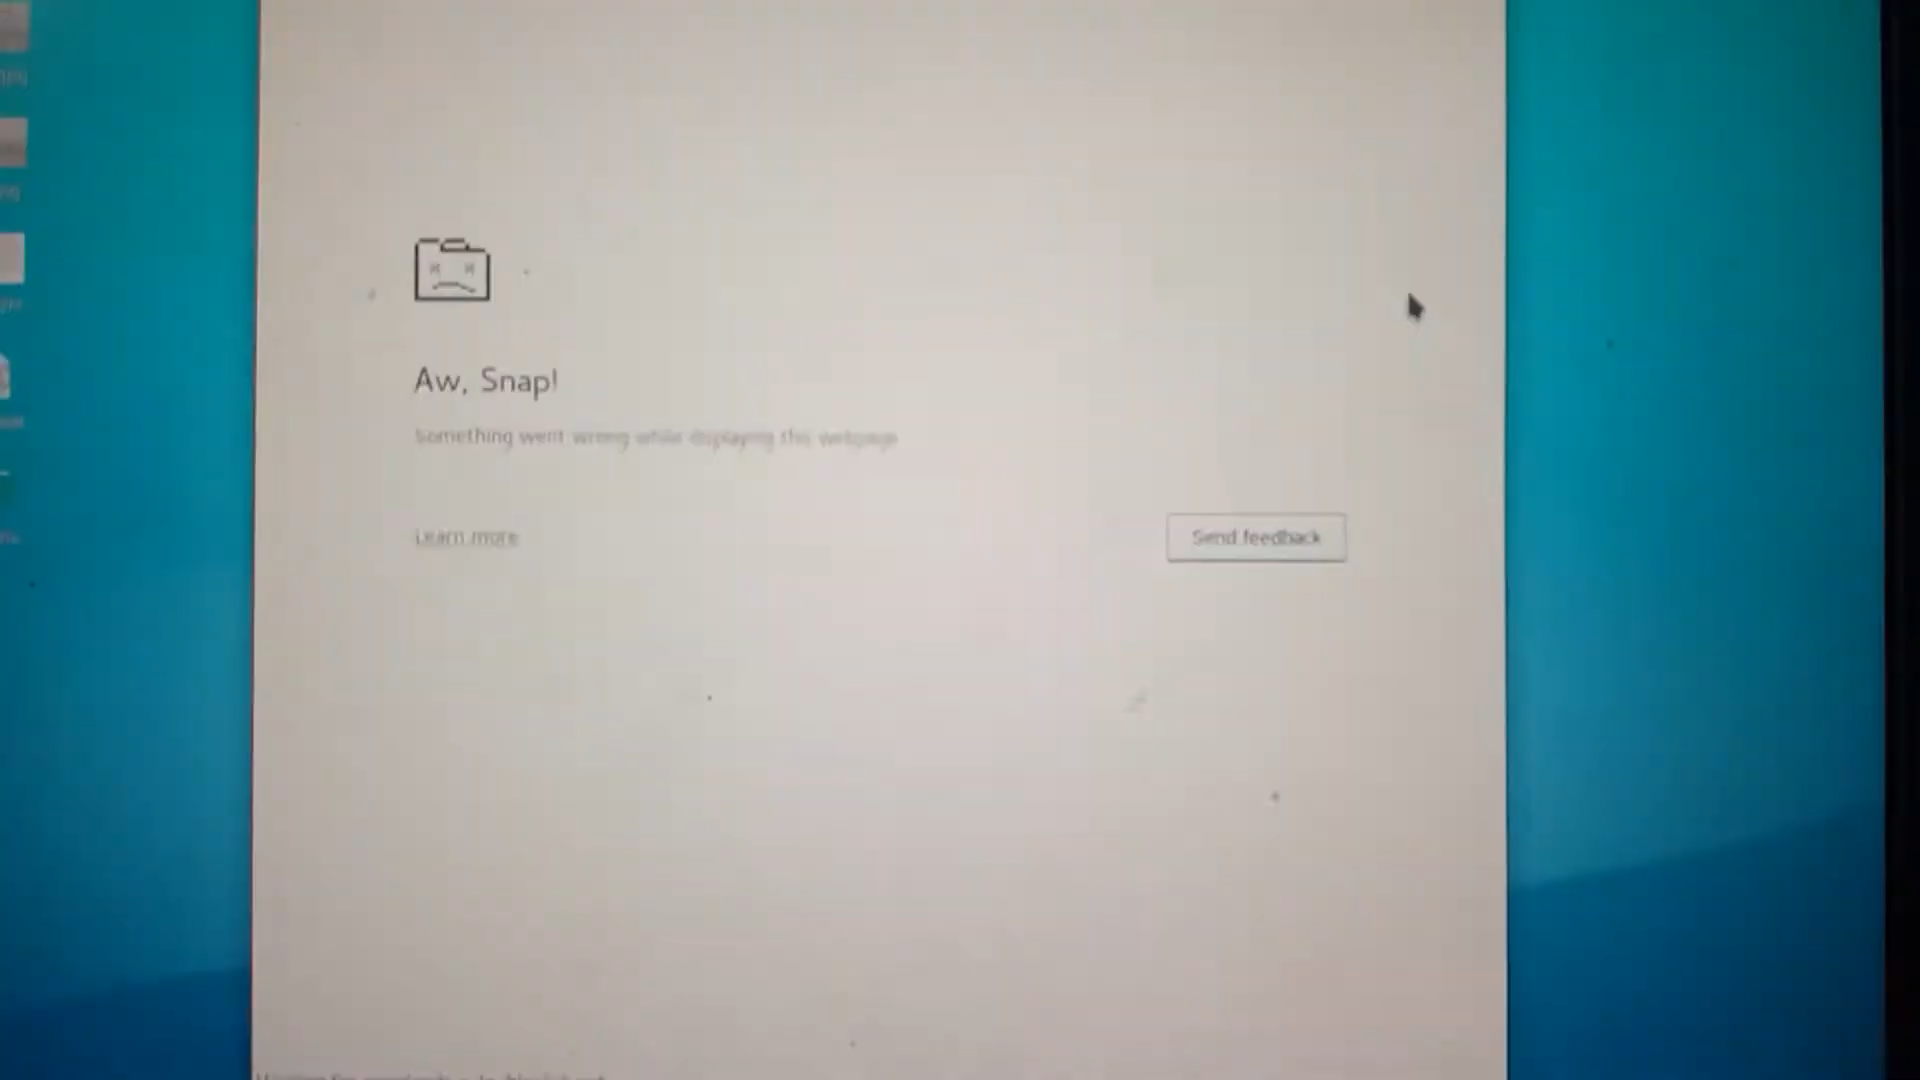 Aw, Snap!
Something went wrong while displaying this webpage
Learn more
Send feedback